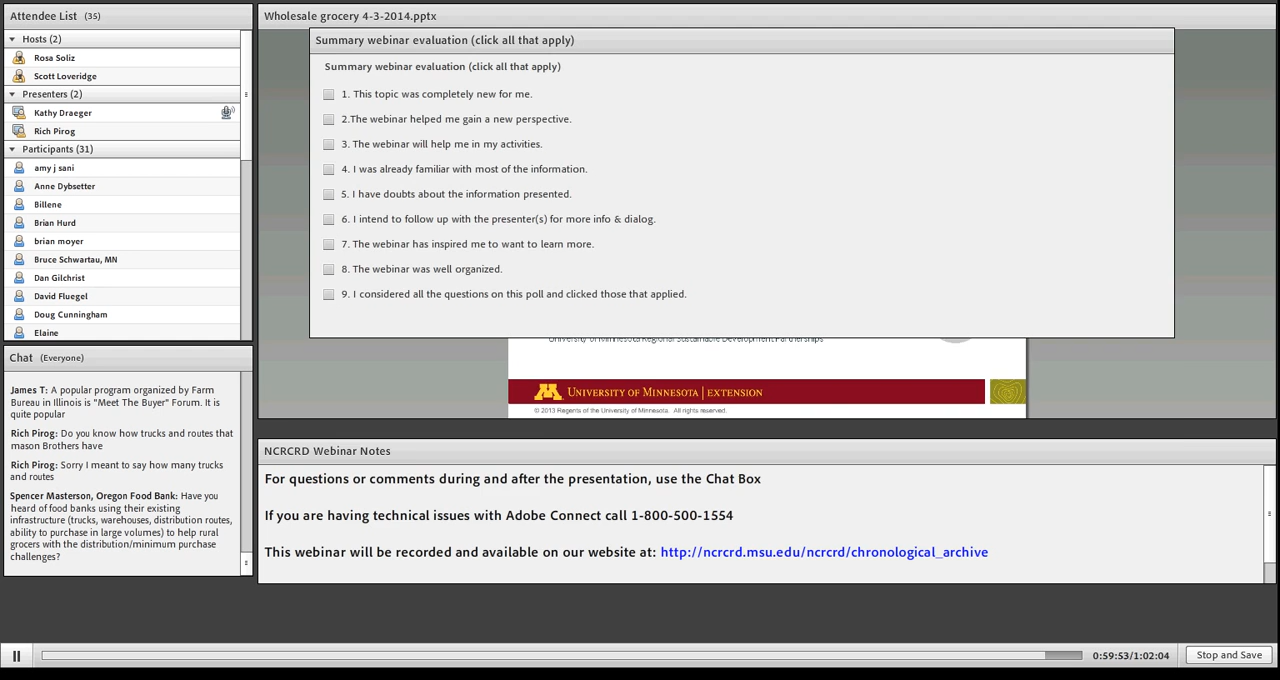 Attendee List (35)
Hosts (2)
Rosa Soliz
Scott Loveridge
Presenters (2)
Kathy Draeger
Rich Pirog
Participants (31)
amy j sani
Anne Dybsetter
Billene
Brian Hurd
brian moyer
Bruce Schwartau, MN
Dan Gilchrist
David Fluegel
Doug Cunningham
Elaine
Chat (Everyone)
James T: A popular program organized by Farm
Bureau in Illinois is "Meet The Buyer" Forum. It is
quite popular
Rich Pirog: Do you know how trucks and routes that
mason Brothers have
Rich Pirog: Sorry I meant to say how many trucks
and routes
Spencer Masterson, Oregon Food Bank: Have you
heard of food banks using their existing
infrastructure (trucks, warehouses, distribution routes,
ability to purchase in large volumes) to help rural
grocers with the distribution/minimum purchase
challenges?
Wholesale grocery 4-3-2014.pptx
Summary webinar evaluation (click all that apply)
Summary webinar evaluation (click all that apply)
1. This topic was completely new for me.
2.The webinar helped me gain a new perspective.
3. The webinar will help me in my activities.
4. I was already familiar with most of the information.
5. I have doubts about the information presented.
6. I intend to follow up with the presenter(s) for more info & dialog.
7. The webinar has inspired me to want to learn more.
8. The webinar was well organized.
9. I considered all the questions on this poll and clicked those that applied.
University of Minnesota Regional Sustainable Development Partnerships
UNIVERSITY OF MINNESOTA | EXTENSION
© 2013 Regents of the University of Minnesota. All rights reserved.
NCRCRD Webinar Notes
For questions or comments during and after the presentation, use the Chat Box
If you are having technical issues with Adobe Connect call 1-800-500-1554
This webinar will be recorded and available on our website at: http://ncrcrd.msu.edu/ncrcrd/chronological_archive
0:59:53/1:02:04
Stop and Save